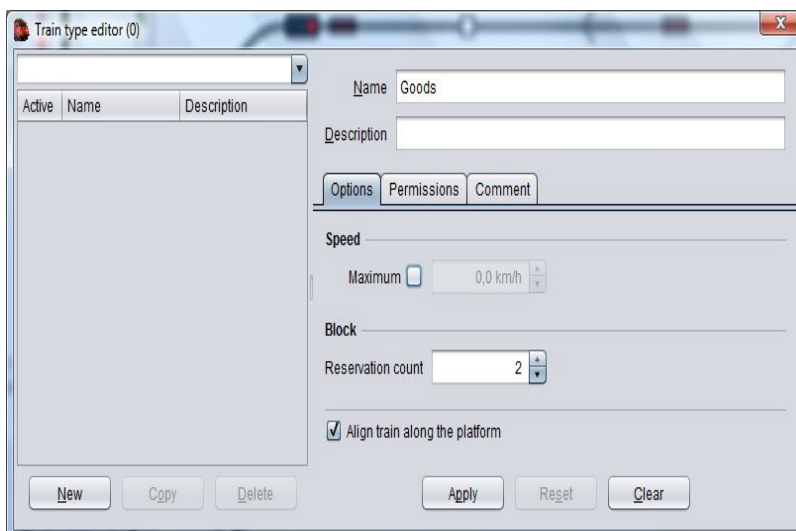 Train type editor (0)
Active Name Description
Name Goods
Description
Options Permissions Comment
Speed
Maximum 0,0 km/h
Block
Reservation count 2
Align train along the platform
New Copy Delete Apply Reset Clear